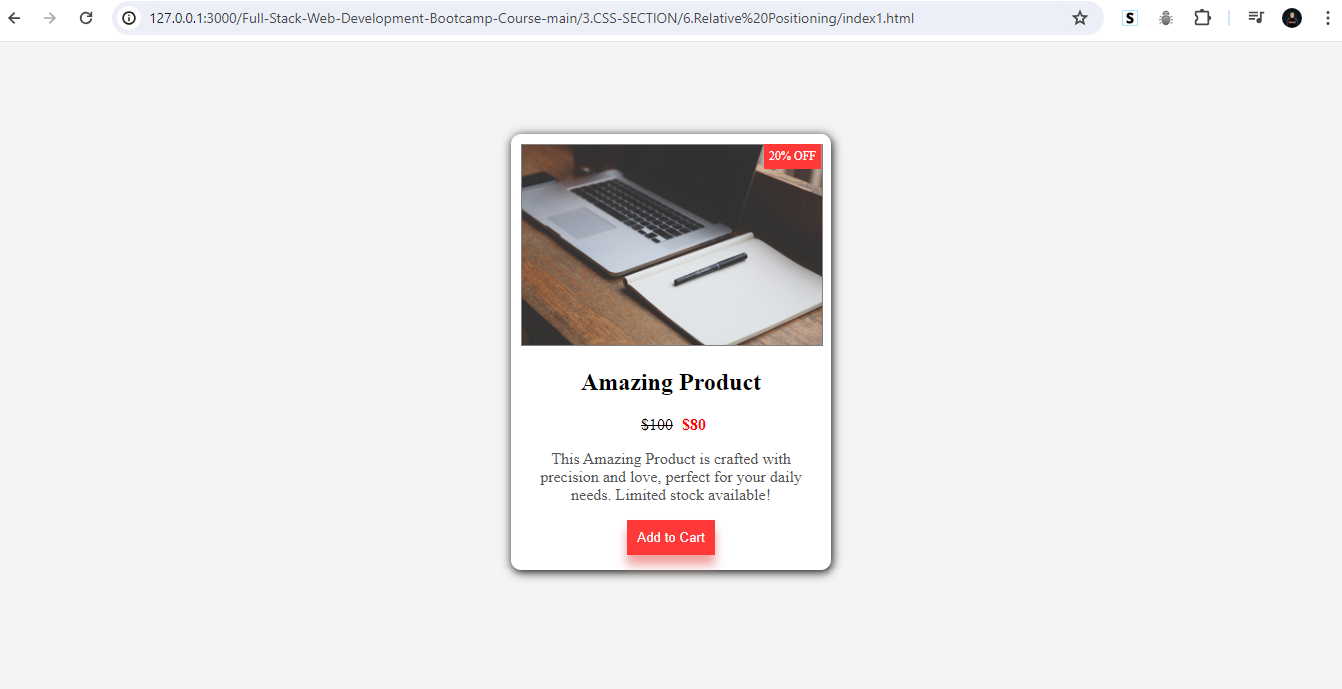 127.0.0.1:3000/Full-Stack-Web-Development-Bootcamp-Course-main/3.CSS-SECTION/6.Relative%20Positioning/index1.html
S
20% OFF
Amazing Product
$100 $80
This Amazing Product is crafted with
precision and love, perfect for your daily
needs. Limited stock available!
Add to Cart